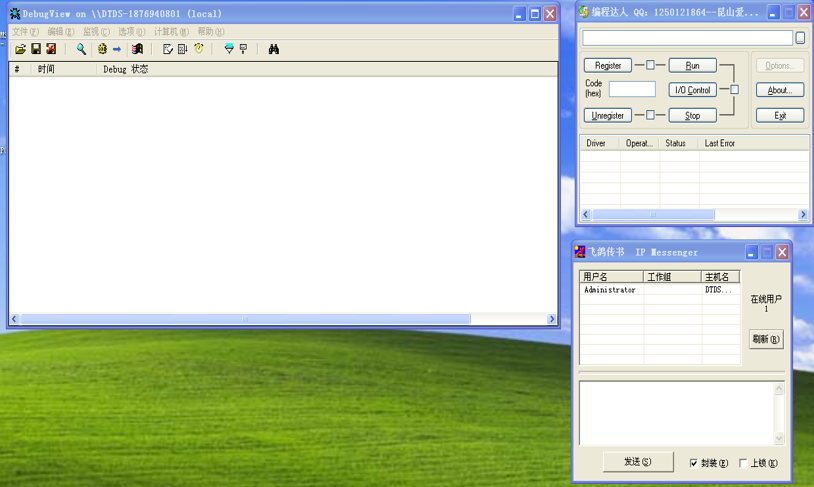 DebugView on \\DTDS-1876940801 (local)
文件(F) 编辑(E) 监视(C) 选项(O) 计算机(M) 帮助(H)
# 时间 Debug 状态
编程达人 QQ: 1250121864--昆山爱...
...
Register Run Options...
Code
(hex)
I/O Control About...
Unregister Stop Exit
Driver Operat... Status Last Error
飞鸽传书 IP Messenger
用户名 工作组 主机名
Administrator DTDS...
在线用户
1
刷新(R)
发送(S) 封装(E) 上锁(K)